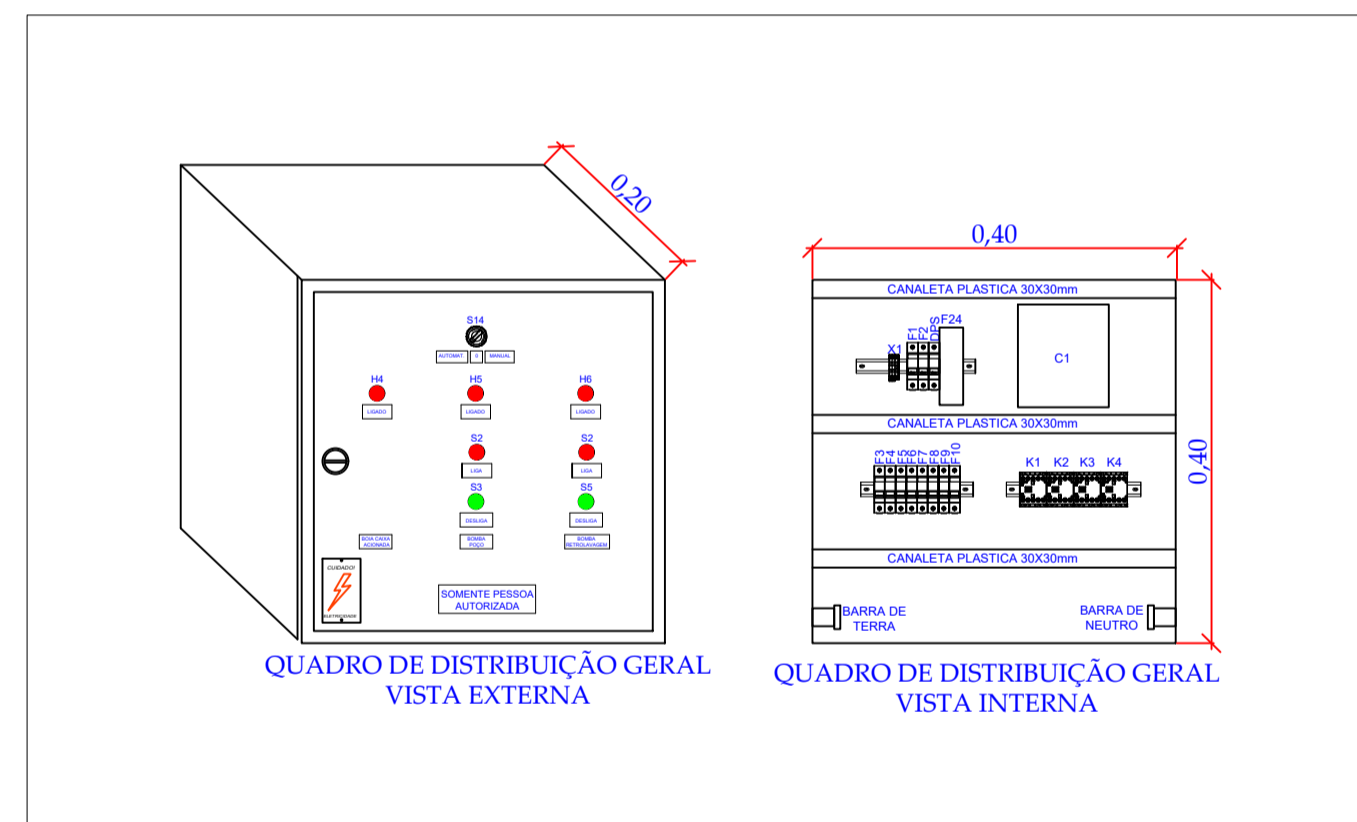 0,20
S14
AUTOMAT. 0 MANUAL
H4 H5 H6
LIGADO LIGADO LIGADO
S2 S2
LIGA LIGA
S3 S5
DESLIGA DESLIGA
BOIA CAIXA
ACIONADA
BOMBA
POÇO
BOMBA
RETROLAVAGEM
CUIDADO!
ELETRICIDADE
SOMENTE PESSOA
AUTORIZADA
QUADRO DE DISTRIBUIÇÃO GERAL
VISTA EXTERNA
0,40
0,40
CANALETA PLASTICA 30X30mm
X1 F1 F2 DPS F24
C1
CANALETA PLASTICA 30X30mm
F3 F4 F5 F6 F7 F8 F9 F10
K1 K2 K3 K4
CANALETA PLASTICA 30X30mm
BARRA DE
TERRA
BARRA DE
NEUTRO
QUADRO DE DISTRIBUIÇÃO GERAL
VISTA INTERNA